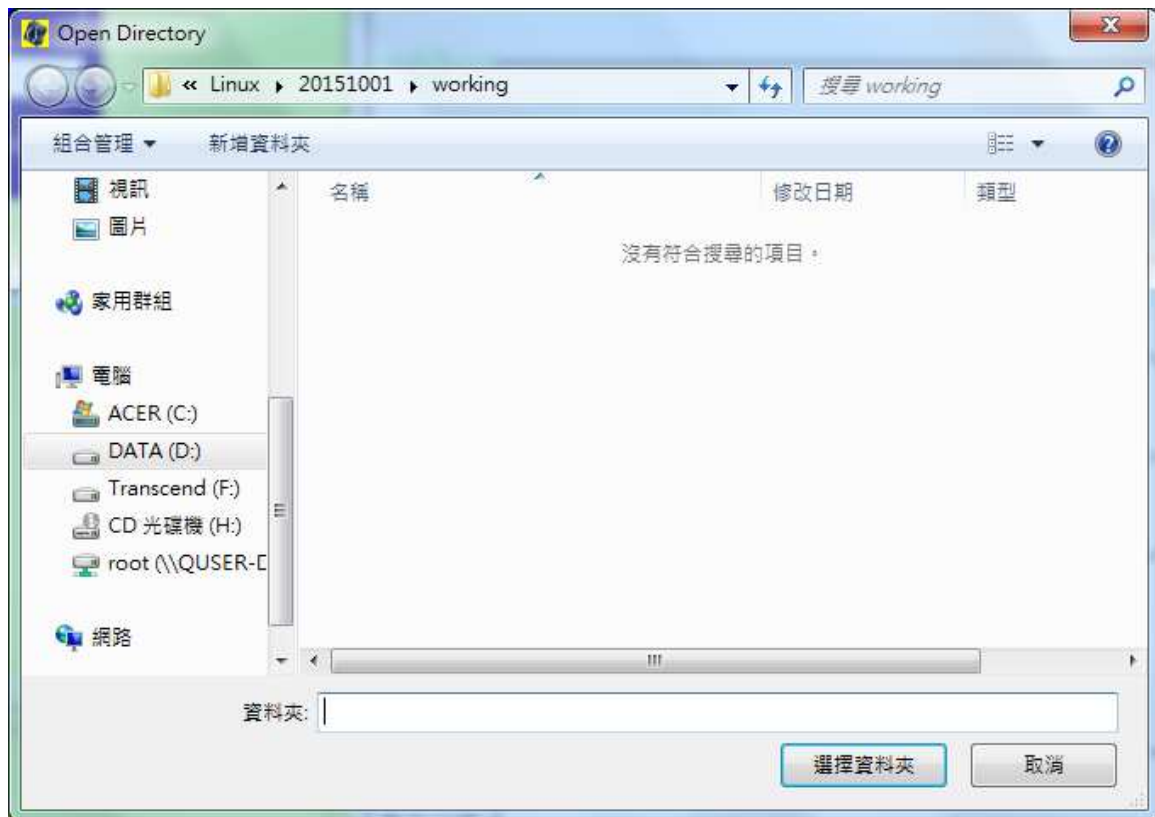 Open Directory
« Linux ▸ 20151001 ▸ working
搜尋 working
組合管理 新增資料夾
視訊
圖片
家用群組
電腦
ACER (C:)
DATA (D:)
Transcend (F:)
CD 光碟機 (H:)
root (\\QUSER-D
網路
名稱 修改日期 類型
沒有符合搜尋的項目。
資料夾:
選擇資料夾 取消